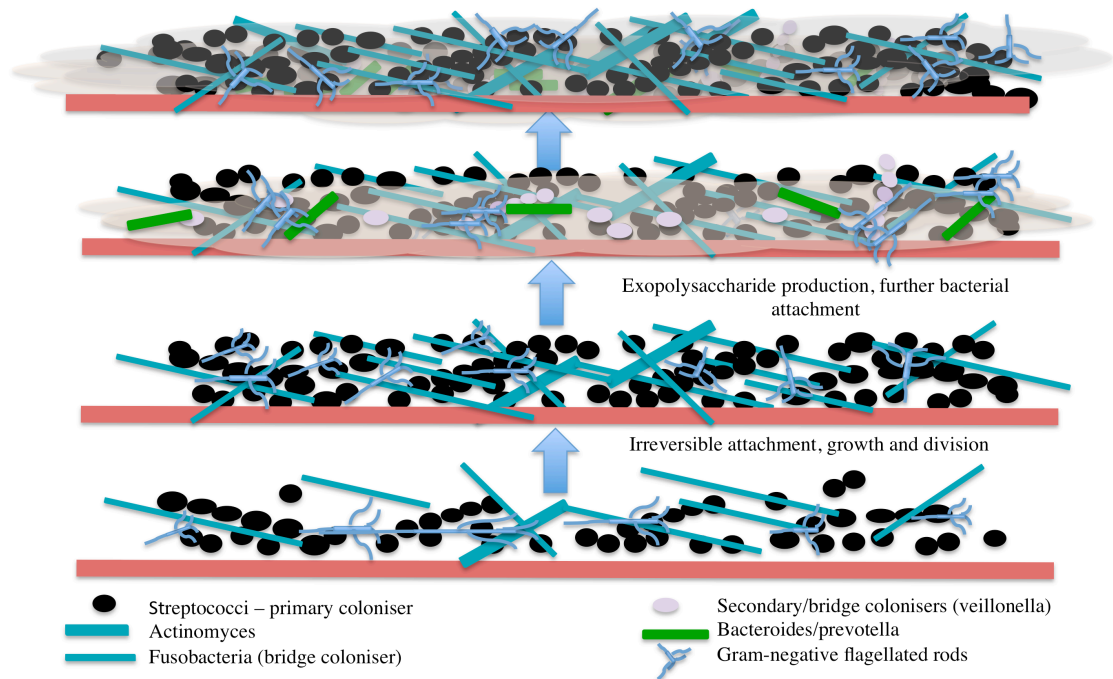 Exopolysaccharide production, further bacterial
attachment
Irreversible attachment, growth and division
Streptococci – primary coloniser
Actinomyces
Fusobacteria (bridge coloniser)
Secondary/bridge colonisers (veillonella)
Bacteroides/prevotella
Gram-negative flagellated rods